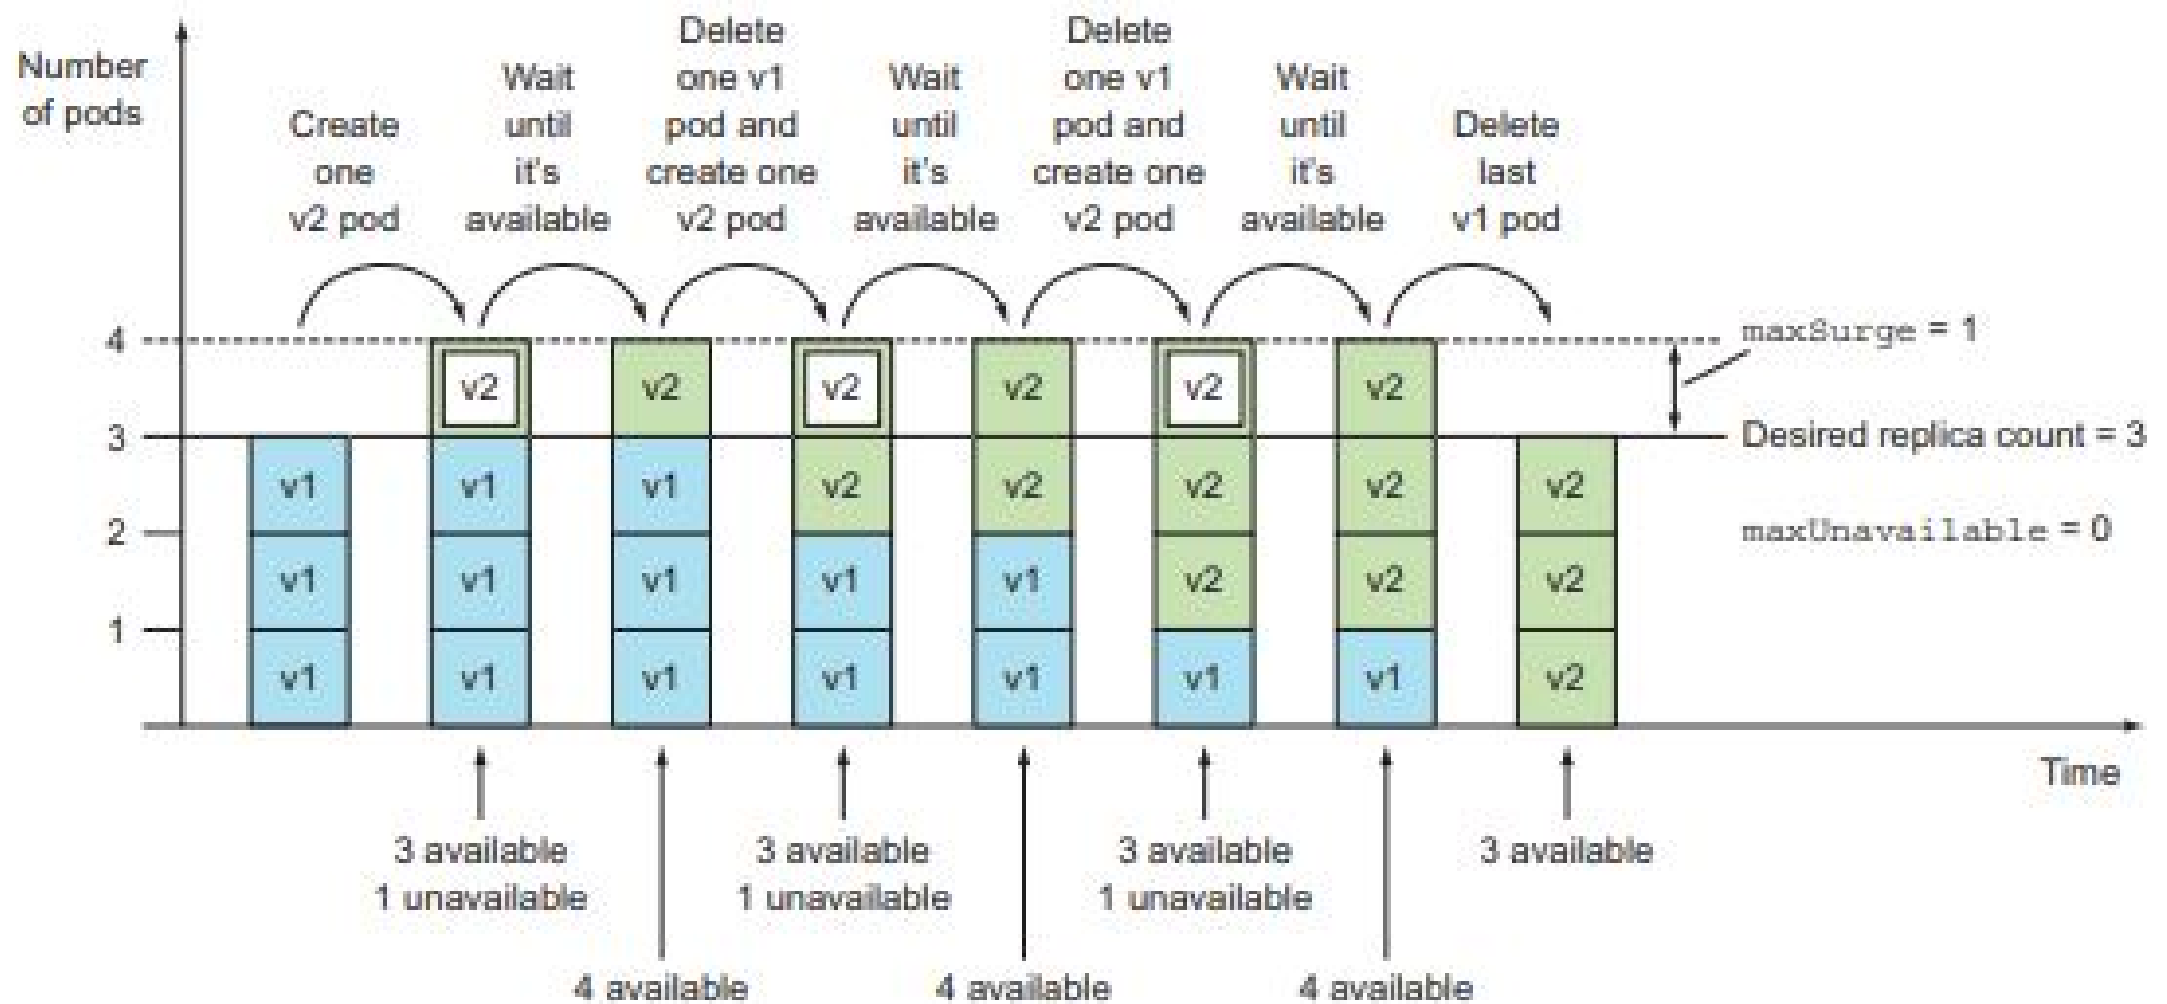 Number
of pods
Create
one
v2 pod
Wait
until
it's
available
Delete
one v1
pod and
create one
v2 pod
Wait
until
it's
available
Delete
one v1
pod and
create one
v2 pod
Wait
until
it's
available
Delete
last
v1 pod
4
3
2
1
v1
v1
v1
v2
v1
v1
v1
v2
v1
v1
v1
v2
v2
v1
v1
v2
v2
v1
v1
v2
v2
v2
v1
v2
v2
v2
v1
v2
v2
v2
maxSurge = 1
Desired replica count = 3
maxUnavailable = 0
Time
3 available
1 unavailable
4 available
3 available
1 unavailable
4 available
3 available
1 unavailable
4 available
3 available